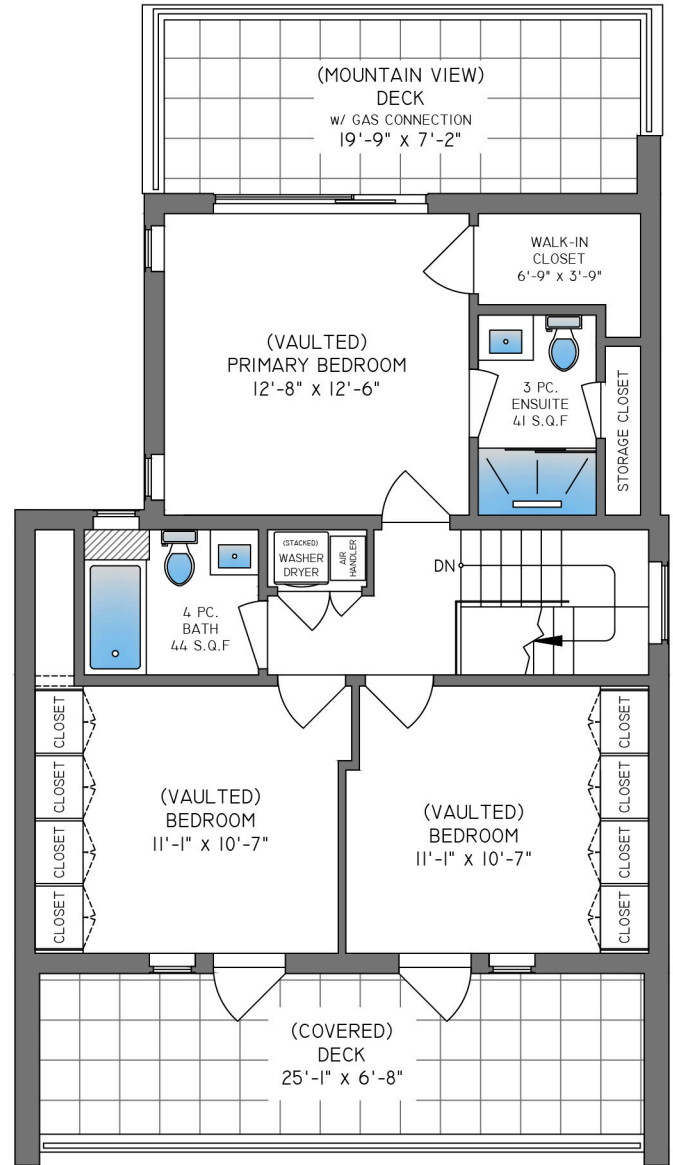 (MOUNTAIN VIEW)
DECK
W/ GAS CONNECTION
19'-9" X 7'-2"
WALK-IN
CLOSET
6'-9" X 3'-9"
(VAULTED)
PRIMARY BEDROOM
12'-8" X 12'-6"
3 PC.
ENSUITE
41 S.Q.F
STORAGE CLOSET
(STACKED)
WASHER
DRYER
AIR
HANDLER
DN
4 PC.
BATH
44 S.Q.F
CLOSET
CLOSET
CLOSET
CLOSET
(VAULTED)
BEDROOM
11'-1" X 10'-7"
(VAULTED)
BEDROOM
11'-1" X 10'-7"
CLOSET
CLOSET
CLOSET
CLOSET
(COVERED)
DECK
25'-1" X 6'-8"